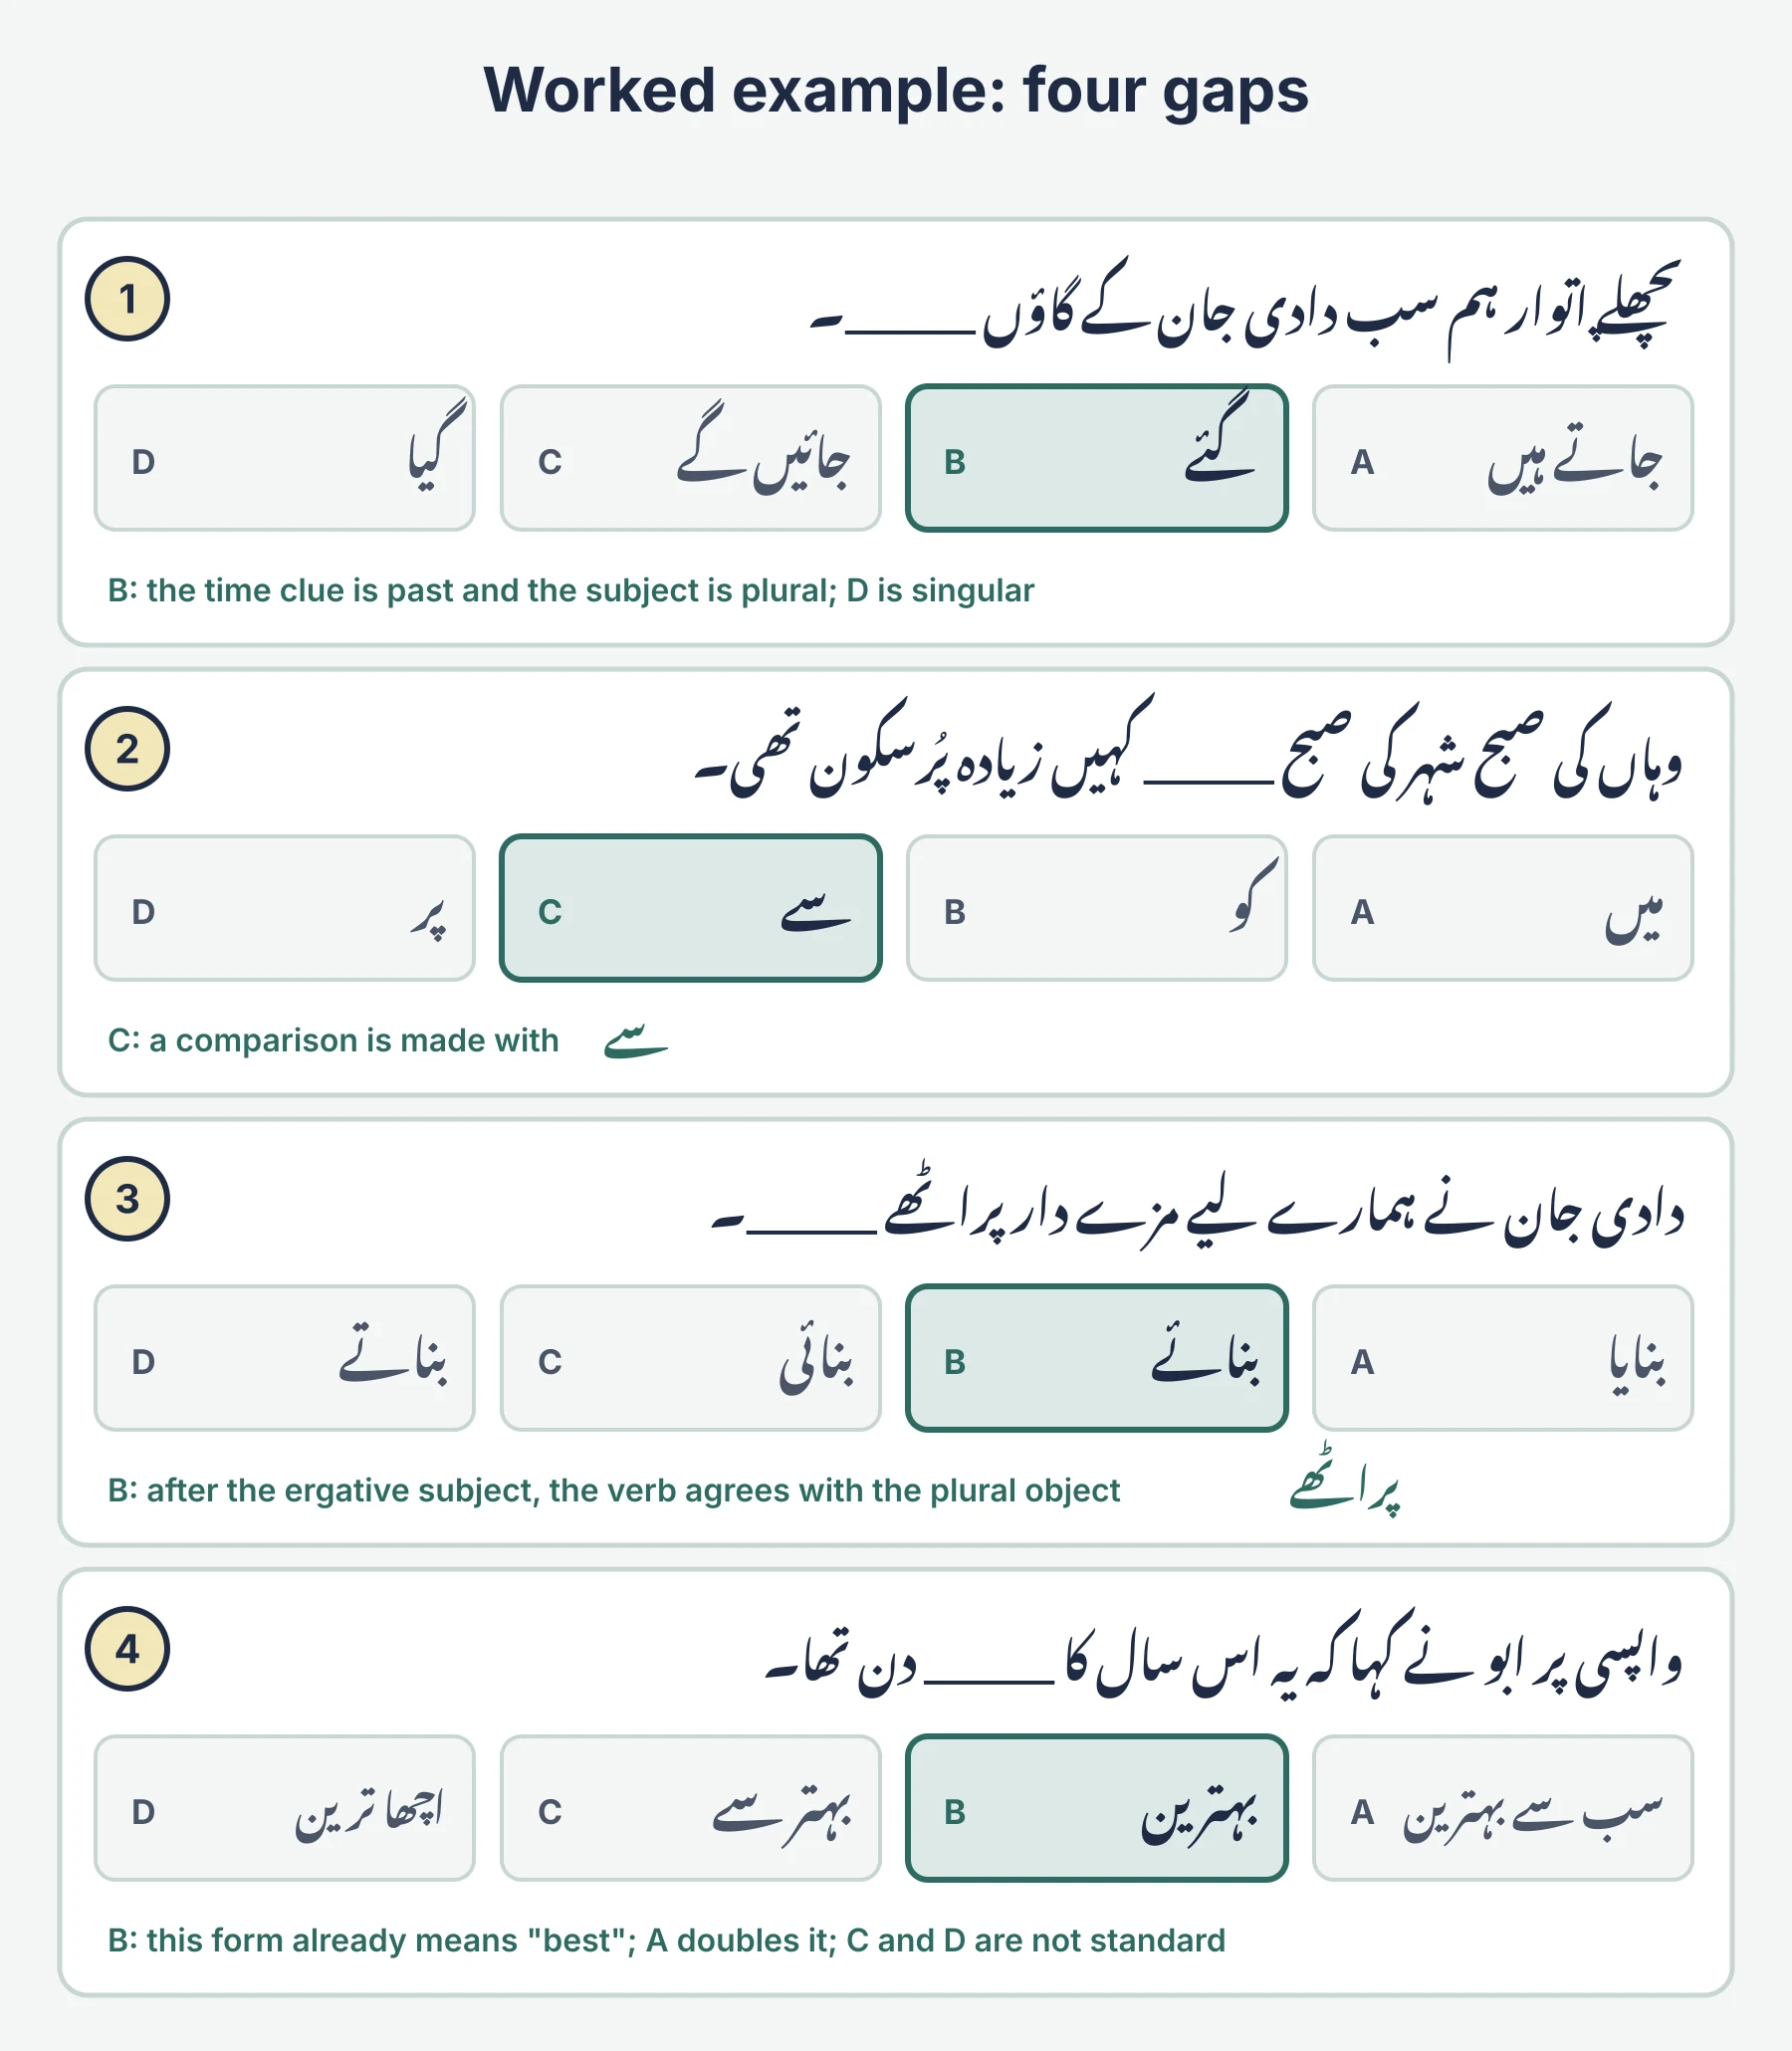 Worked example: four gaps
1
پچھلے اتوار ہم سب دادی جان کے گاؤں _____۔
A جاتے ہیں
B گئے
C جائیں گے
D گیا
B: the time clue is past and the subject is plural; D is singular
2
وہاں کی صبح شہر کی صبح _____ کہیں زیادہ پُرسکون تھی۔
A میں
B کو
C سے
D پر
C: a comparison is made with سے
3
دادی جان نے ہمارے لیے مزے دار پراٹھے _____۔
A بنایا
B بنائے
C بنائی
D بناتے
B: after the ergative subject, the verb agrees with the plural object پراٹھے
4
واپسی پر ابو نے کہا کہ یہ اس سال کا _____ دن تھا۔
A سب سے بہترین
B بہترین
C بہتر سے
D اچھا ترین
B: this form already means "best"; A doubles it; C and D are not standard